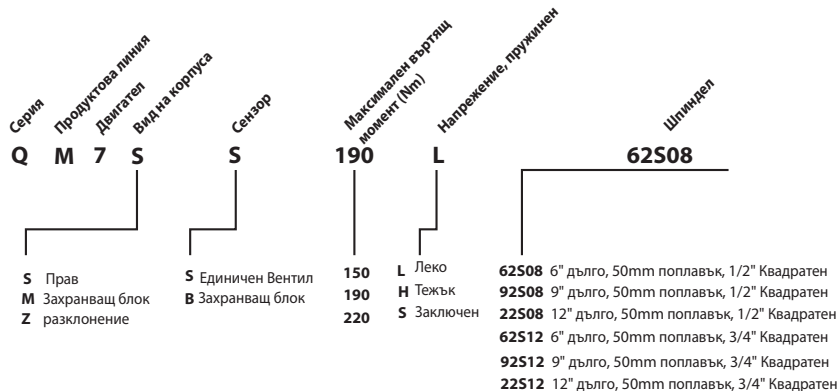 Серия
Продуктова линия
Двигател
Вид на корпуса
Сензор
Максимален въртящ
момент (Nm)
Напрежение, пружинен
Шпиндел
Q M 7 S S 190 L 62S08
S Прав
M Захранващ блок
Z разклонение
S Единичен Вентил
B Захранващ блок
150
190
220
L Леко
H Тежък
S Заключен
62S08 6" дълго, 50mm поплавък, 1/2" Квадратен
92S08 9" дълго, 50mm поплавък, 1/2" Квадратен
22S08 12" дълго, 50mm поплавък, 1/2" Квадратен
62S12 6" дълго, 50mm поплавък, 3/4" Квадратен
92S12 9" дълго, 50mm поплавък, 3/4" Квадратен
22S12 12" дълго, 50mm поплавък, 3/4" Квадратен